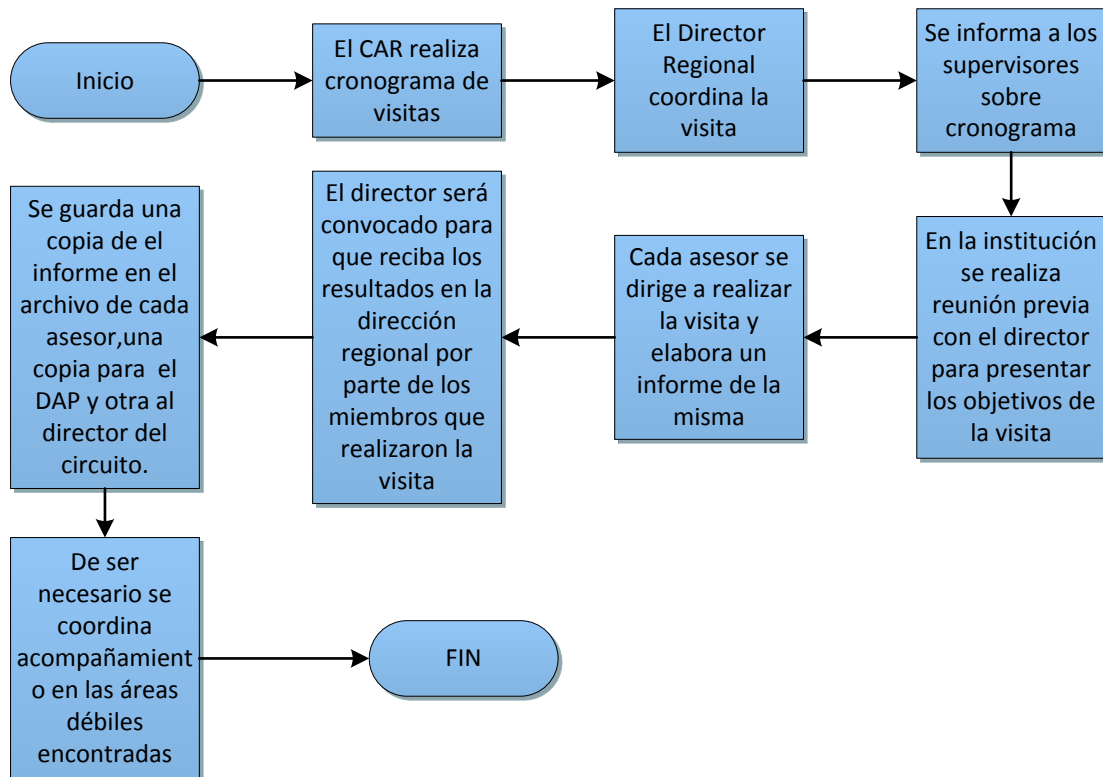 Inicio
El CAR realiza
cronograma de
visitas
El Director
Regional
coordina la
visita
Se informa a los
supervisores
sobre
cronograma
En la institución
se realiza
reunión previa
con el director
para presentar
los objetivos de
la visita
Cada asesor se
dirige a realizar
la visita y
elabora un
informe de la
misma
El director será
convocado para
que reciba los
resultados en la
dirección
regional por
parte de los
miembros que
realizaron la
visita
Se guarda una
copia de el
informe en el
archivo de cada
asesor,una
copia para  el
DAP y otra al
director del
circuito.
De ser
necesario se
coordina
acompañamient
o en las áreas
débiles
encontradas
FIN